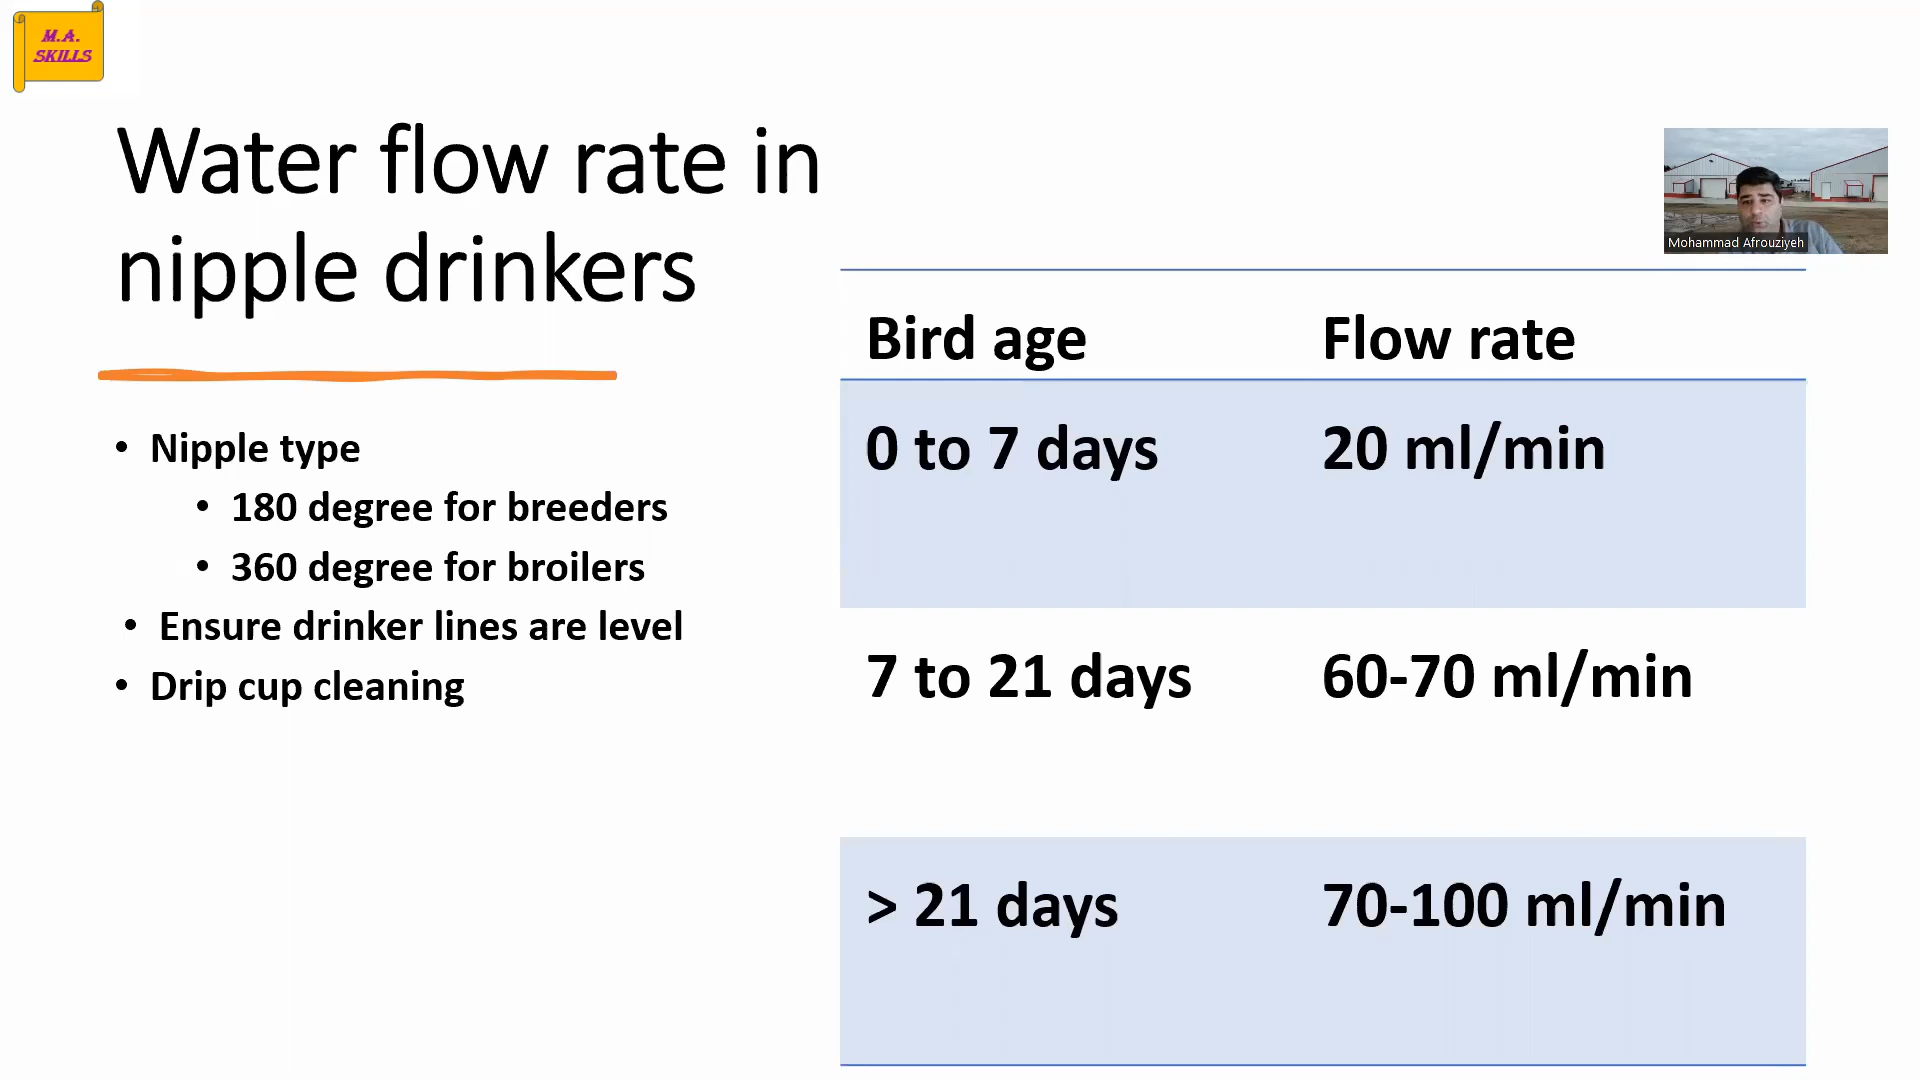 M.A.
SKILLS
Water flow rate in
nipple drinkers
• Nipple type
• 180 degree for breeders
• 360 degree for broilers
• Ensure drinker lines are level
• Drip cup cleaning
Mohammad Afrouziyeh
Bird age Flow rate
0 to 7 days 20 ml/min
7 to 21 days 60-70 ml/min
> 21 days 70-100 ml/min